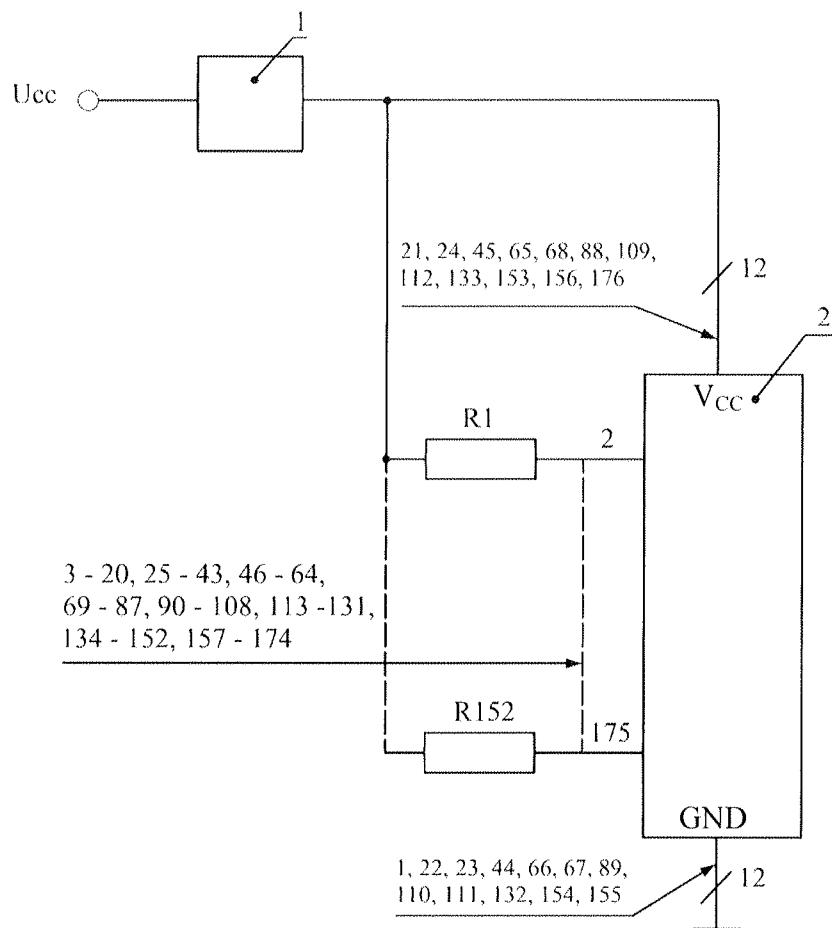 1
Ucc
21, 24, 45, 65, 68, 88, 109,
112, 133, 153, 156, 176
12
2
VCC
R1
2
3 - 20, 25 - 43, 46 - 64,
69 - 87, 90 - 108, 113 -131,
134 - 152, 157 - 174
R152
175
GND
1, 22, 23, 44, 66, 67, 89,
110, 111, 132, 154, 155
12